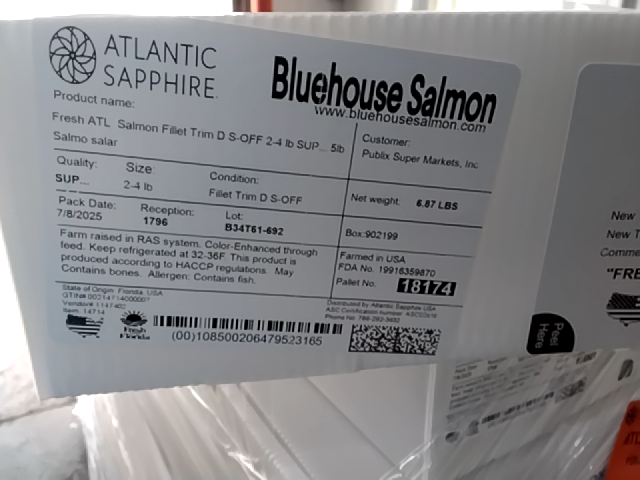 ATLANTIC
SAPPHIRE
Bluehouse Salmon
www.bluehousesalmon.com
Product name:
Fresh ATL Salmon Fillet Trim D S-OFF 2-4 lb SUP... 5lb
Salmo salar
Customer:
Publix Super Markets, Inc
Quality:
SUP...
Size:
2-4 lb
Condition:
Fillet Trim D S-OFF
Net weight: 6.87 LBS
Pack Date:
7/8/2025
Reception:
1796
Lot:
B34T61-692
Box:902199
Farm raised in RAS system. Color-Enhanced through
feed. Keep refrigerated at 32-36F. This product is
produced according to HACCP regulations. May
Contains bones. Allergen: Contains fish.
Farmed in USA
FDA No. 19916359870
Pallet No.: 18174
State of Origin: Florida, USA
Item: 14714
Distributed by Atlantic Sapphire USA
ASC Certification number:
Fresh
Florida
(00)108500206479523165
Peel
Here
New
New T
Comme
"FRE